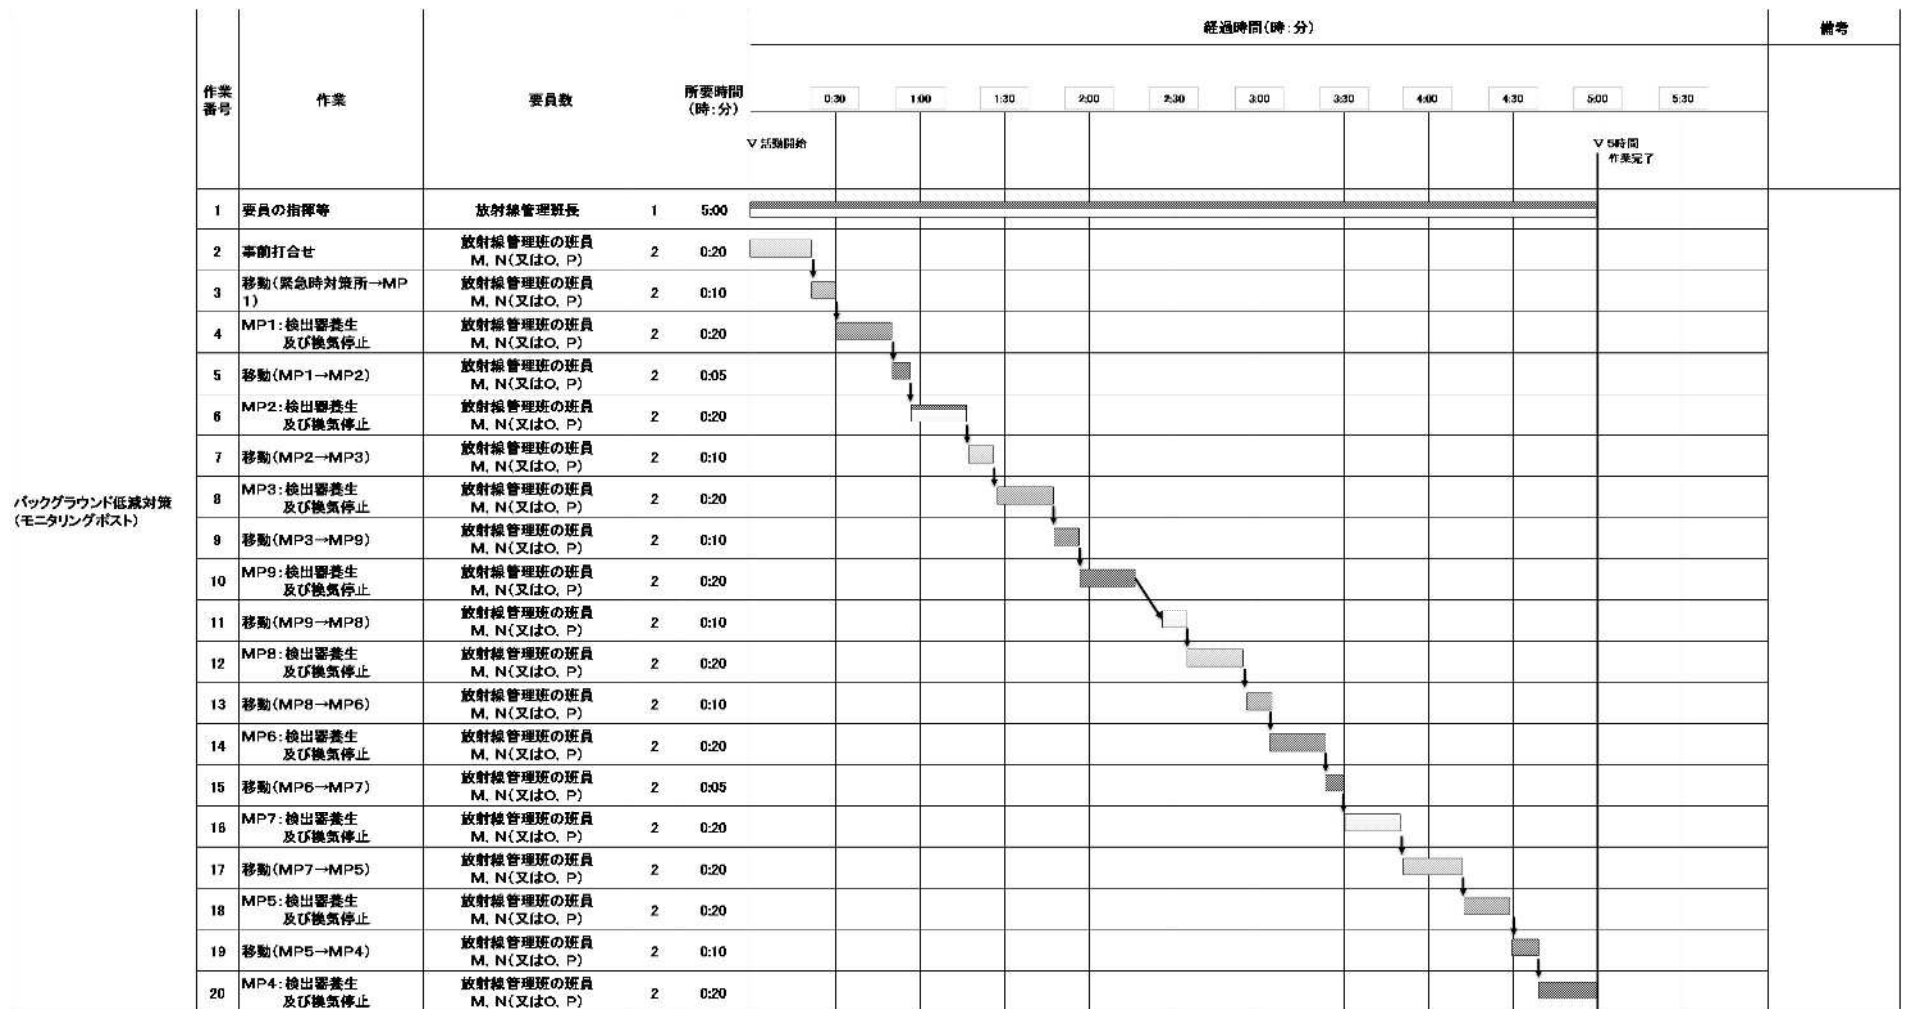 経過時間(時:分)
備考
作業番号
作業
要員数
所要時間
(時:分)
0:30
1:00
1:30
2:00
2:30
3:00
3:30
4:00
4:30
5:00
5:30
▽ 活動開始
▽ 5時間
作業完了
バックグラウンド低減対策
(モニタリングポスト)
1 要員の指揮等 放射線管理班長 1 5:00
2 事前打合せ 放射線管理班の班員
M, N(又はO, P) 2 0:20
3 移動(緊急時対策所→MP
1) 放射線管理班の班員
M, N(又はO, P) 2 0:10
4 MP1:検出器養生
及び換気停止 放射線管理班の班員
M, N(又はO, P) 2 0:20
5 移動(MP1→MP2) 放射線管理班の班員
M, N(又はO, P) 2 0:05
6 MP2:検出器養生
及び換気停止 放射線管理班の班員
M, N(又はO, P) 2 0:20
7 移動(MP2→MP3) 放射線管理班の班員
M, N(又はO, P) 2 0:10
8 MP3:検出器養生
及び換気停止 放射線管理班の班員
M, N(又はO, P) 2 0:20
9 移動(MP3→MP9) 放射線管理班の班員
M, N(又はO, P) 2 0:10
10 MP9:検出器養生
及び換気停止 放射線管理班の班員
M, N(又はO, P) 2 0:20
11 移動(MP9→MP8) 放射線管理班の班員
M, N(又はO, P) 2 0:10
12 MP8:検出器養生
及び換気停止 放射線管理班の班員
M, N(又はO, P) 2 0:20
13 移動(MP8→MP6) 放射線管理班の班員
M, N(又はO, P) 2 0:10
14 MP6:検出器養生
及び換気停止 放射線管理班の班員
M, N(又はO, P) 2 0:20
15 移動(MP6→MP7) 放射線管理班の班員
M, N(又はO, P) 2 0:05
16 MP7:検出器養生
及び換気停止 放射線管理班の班員
M, N(又はO, P) 2 0:20
17 移動(MP7→MP5) 放射線管理班の班員
M, N(又はO, P) 2 0:20
18 MP5:検出器養生
及び換気停止 放射線管理班の班員
M, N(又はO, P) 2 0:20
19 移動(MP5→MP4) 放射線管理班の班員
M, N(又はO, P) 2 0:10
20 MP4:検出器養生
及び換気停止 放射線管理班の班員
M, N(又はO, P) 2 0:20